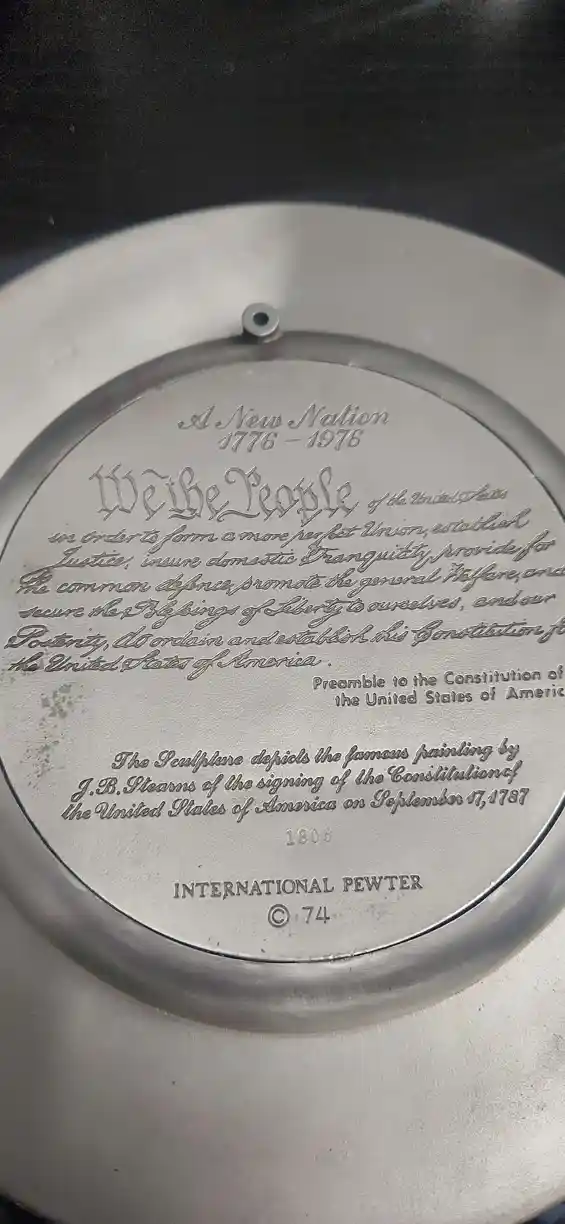 A New Nation
1776 – 1976
We the People of the United States
in order to form a more perfect Union, establish
Justice, insure domestic Tranquility, provide for
the common defence, promote the general Welfare, and
secure the Blessings of Liberty to ourselves, and our
Posterity, do ordain and establish this Constitution fo
the United States of America.
Preamble to the Constitution of
the United States of Americ
The Sculpture depicts the famous painting by
J.B. Stearns of the signing of the Constitution of
the United States of America on September 17, 1787
INTERNATIONAL PEWTER
© 74